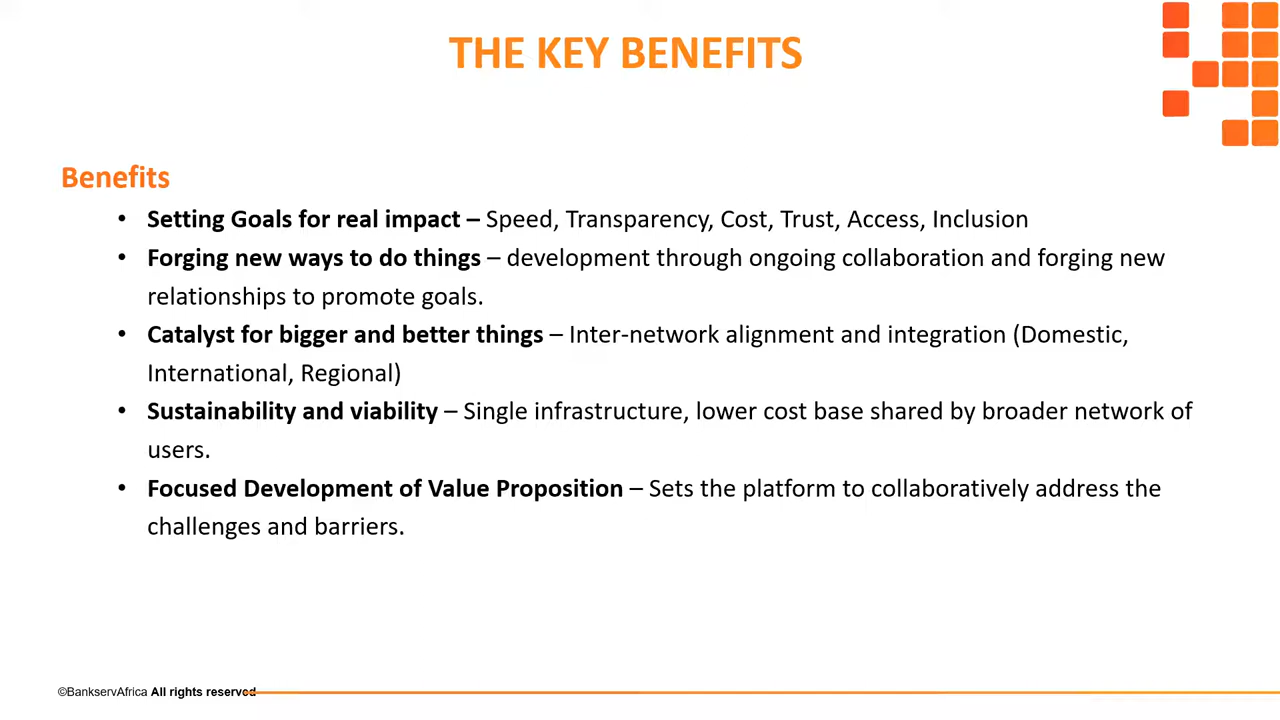 THE KEY BENEFITS
Benefits
• Setting Goals for real impact – Speed, Transparency, Cost, Trust, Access, Inclusion
• Forging new ways to do things – development through ongoing collaboration and forging new
relationships to promote goals.
• Catalyst for bigger and better things – Inter-network alignment and integration (Domestic,
International, Regional)
• Sustainability and viability – Single infrastructure, lower cost base shared by broader network of
users.
• Focused Development of Value Proposition – Sets the platform to collaboratively address the
challenges and barriers.
©BankservAfrica All rights reserved